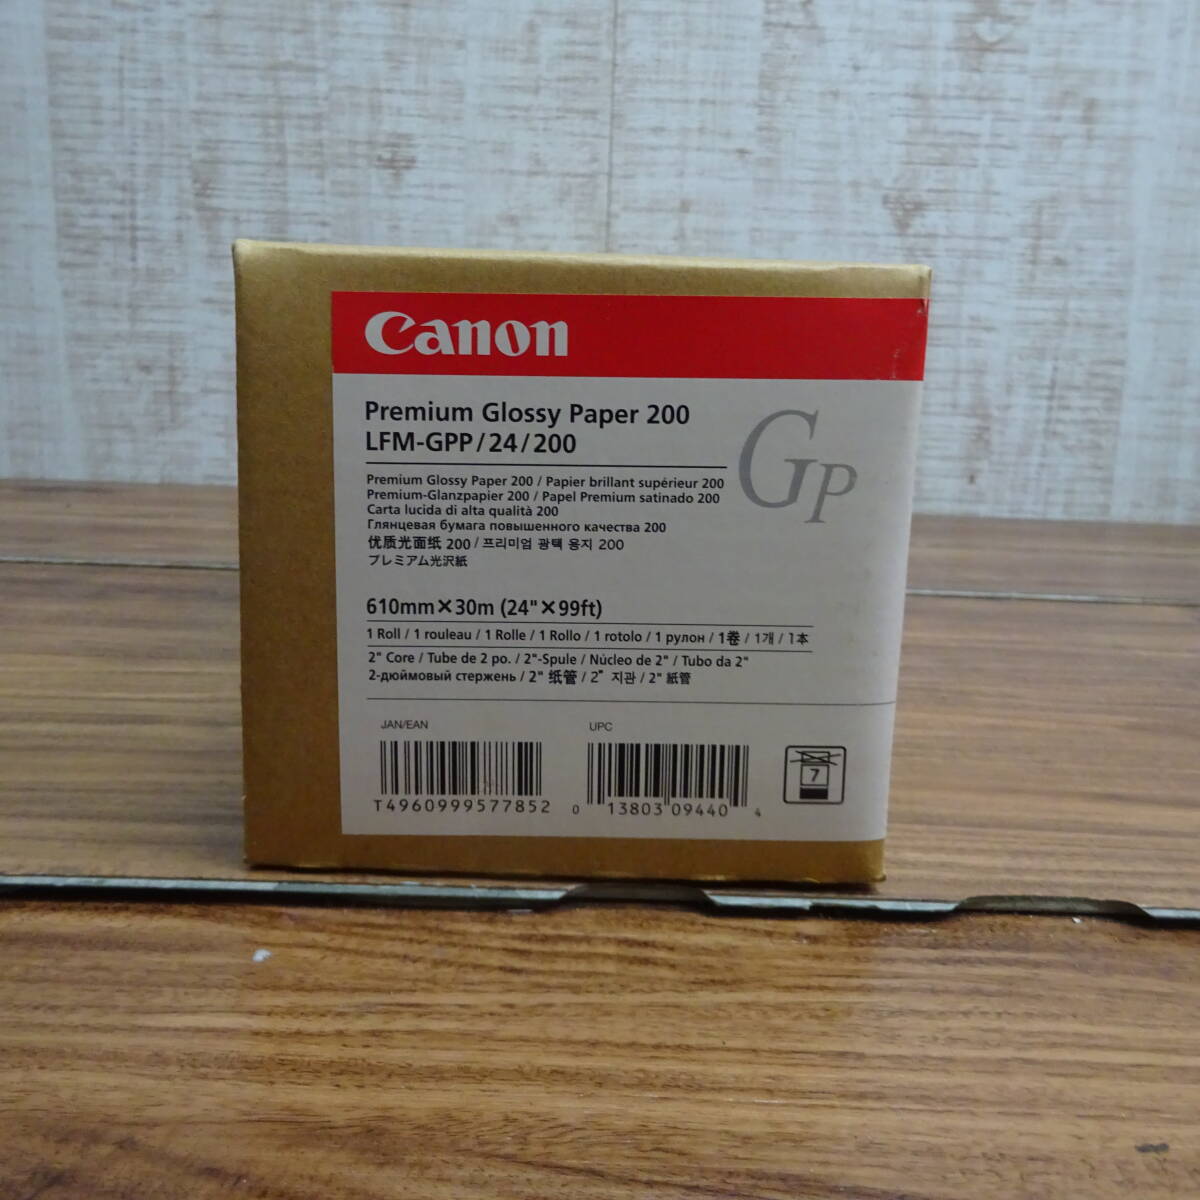 Canon
Premium Glossy Paper 200
LFM-GPP/24/200
GP
Premium Glossy Paper 200 / Papier brillant supérieur 200
Premium-Glanzpapier 200 / Papel Premium satinado 200
Carta lucida di alta qualità 200
Глянцевая бумага повышенного качества 200
优质光面纸 200 / 프리미엄 광택 용지 200
プレミアム光沢紙
610mm×30m (24"×99ft)
1 Roll / 1 rouleau / 1 Rolle / 1 Rollo / 1 rotolo / 1 рулон / 1卷 / 1개 / 1本
2" Core / Tube de 2 po. / 2"-Spule / Núcleo de 2" / Tubo da 2"
2-дюймовый стержень / 2" 纸管 / 2" 지관 / 2" 紙管
JAN/EAN
UPC
7
T4960999577852
0 13803 09440 4